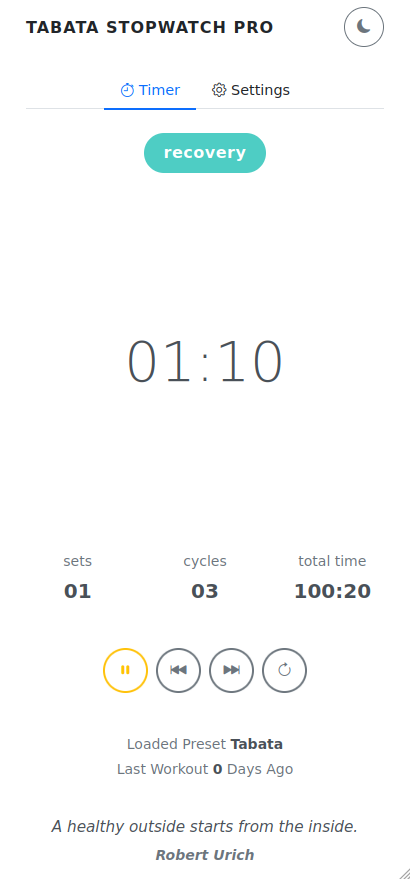 TABATA STOPWATCH PRO
Timer Settings
recovery
01:10
sets cycles total time
01 03 100:20
Loaded Preset Tabata
Last Workout 0 Days Ago
A healthy outside starts from the inside.
Robert Urich